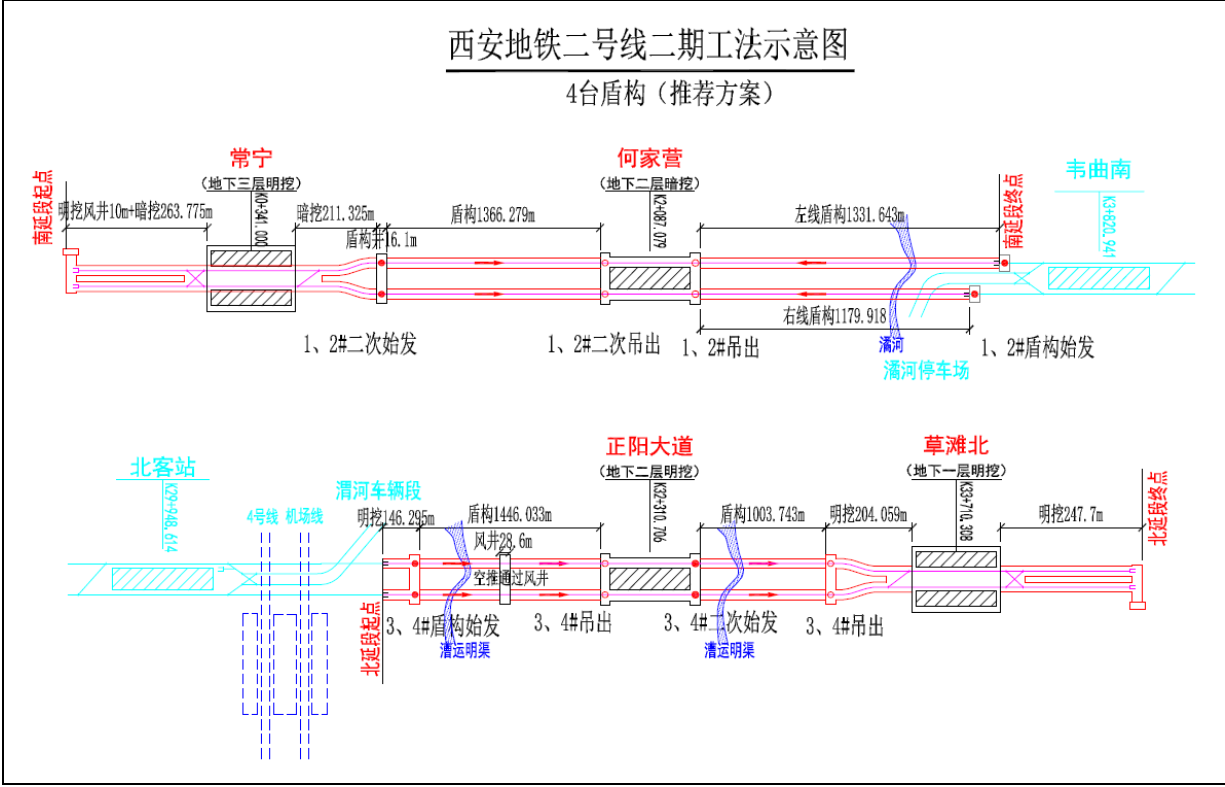 西安地铁二号线二期工法示意图
4台盾构（推荐方案）
常宁
（地下三层明挖）
K0+341.000
何家营
（地下二层暗挖）
K2+087.079
韦曲南
K3+620.941
南延段起点
明挖风井10m+暗挖263.775m
暗挖211.325m
盾构井16.1m
盾构1366.279m
左线盾构1331.643m
南延段终点
右线盾构1179.918
1、2#二次始发
1、2#二次吊出
1、2#吊出
潏河
潏河停车场
1、2#盾构始发
北客站
K29+948.614
渭河车辆段
4号线
机场线
正阳大道
（地下二层明挖）
K32+310.706
草滩北
（地下一层明挖）
K33+710.308
明挖146.295m
盾构1446.033m
风井28.6m
空推通过风井
盾构1003.743m
明挖204.059m
明挖247.7m
北延段终点
北延段起点
3、4#盾构始发
3、4#吊出
3、4#二次始发
3、4#吊出
漕运明渠
漕运明渠